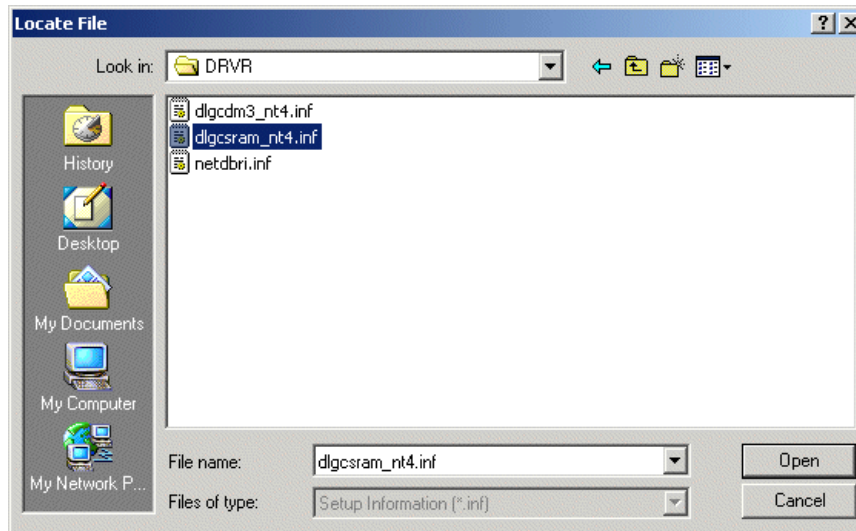 Locate File
Look in: DRVR
dlgcdm3_nt4.inf
dlgcsram_nt4.inf
netdbri.inf
History
Desktop
My Documents
My Computer
My Network P...
File name: dlgcsram_nt4.inf Open
Files of type: Setup Information (*.inf) Cancel